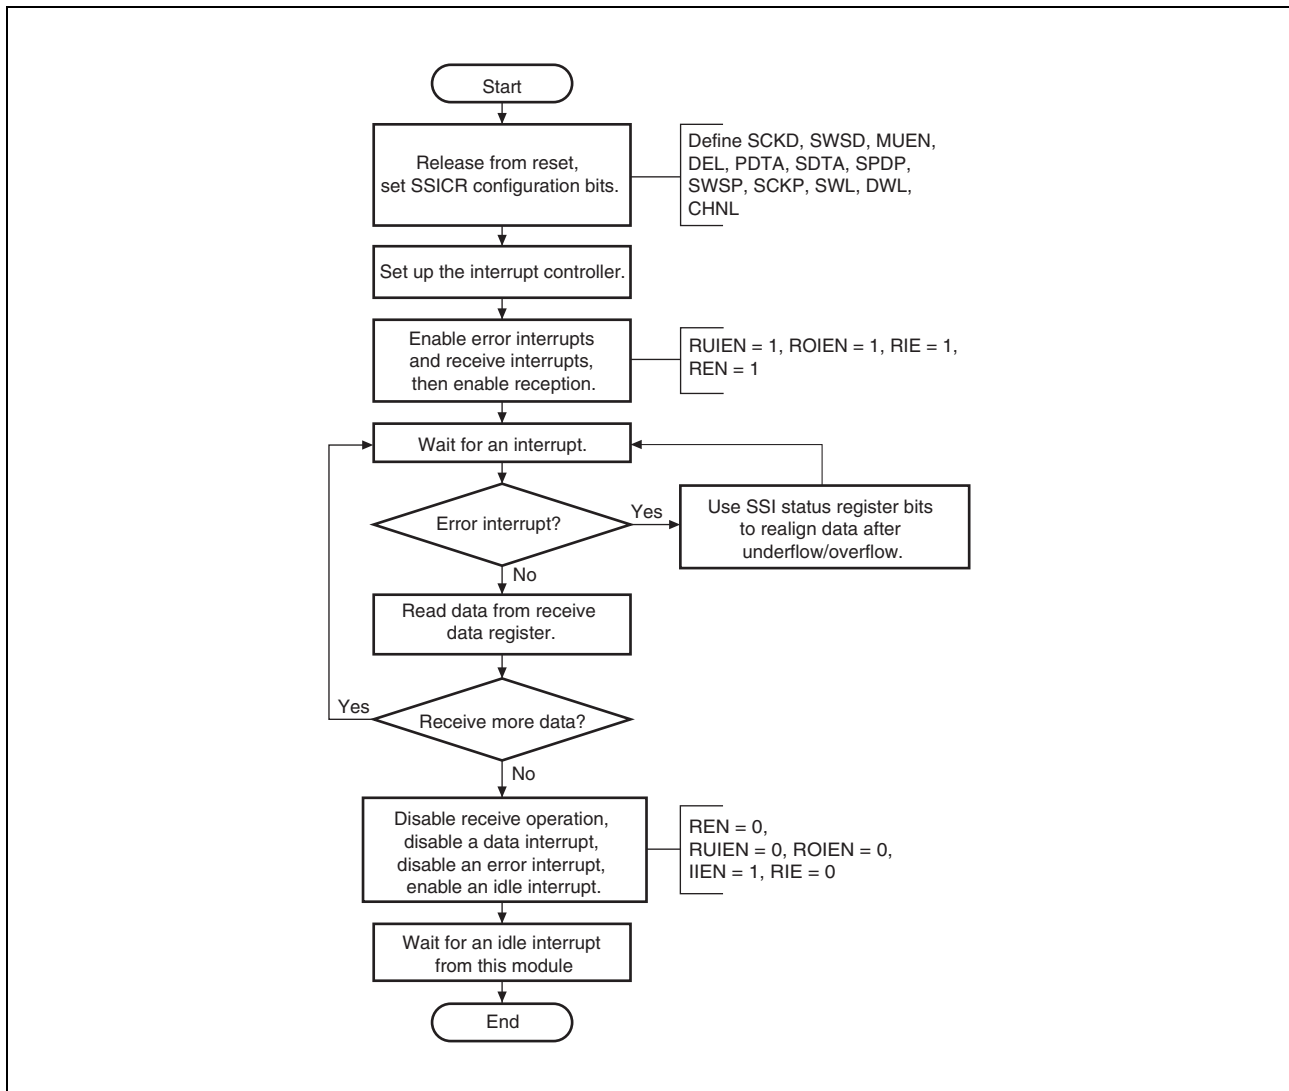 Start
Release from reset,
set SSICR configuration bits.
Define SCKD, SWSD, MUEN,
DEL, PDTA, SDTA, SPDP,
SWSP, SCKP, SWL, DWL,
CHNL
Set up the interrupt controller.
Enable error interrupts
and receive interrupts,
then enable reception.
RUIEN = 1, ROIEN = 1, RIE = 1,
REN = 1
Wait for an interrupt.
Error interrupt?
Yes
Use SSI status register bits
to realign data after
underflow/overflow.
No
Read data from receive
data register.
Yes
Receive more data?
No
Disable receive operation,
disable a data interrupt,
disable an error interrupt,
enable an idle interrupt.
REN = 0,
RUIEN = 0, ROIEN = 0,
IIEN = 1, RIE = 0
Wait for an idle interrupt
from this module
End